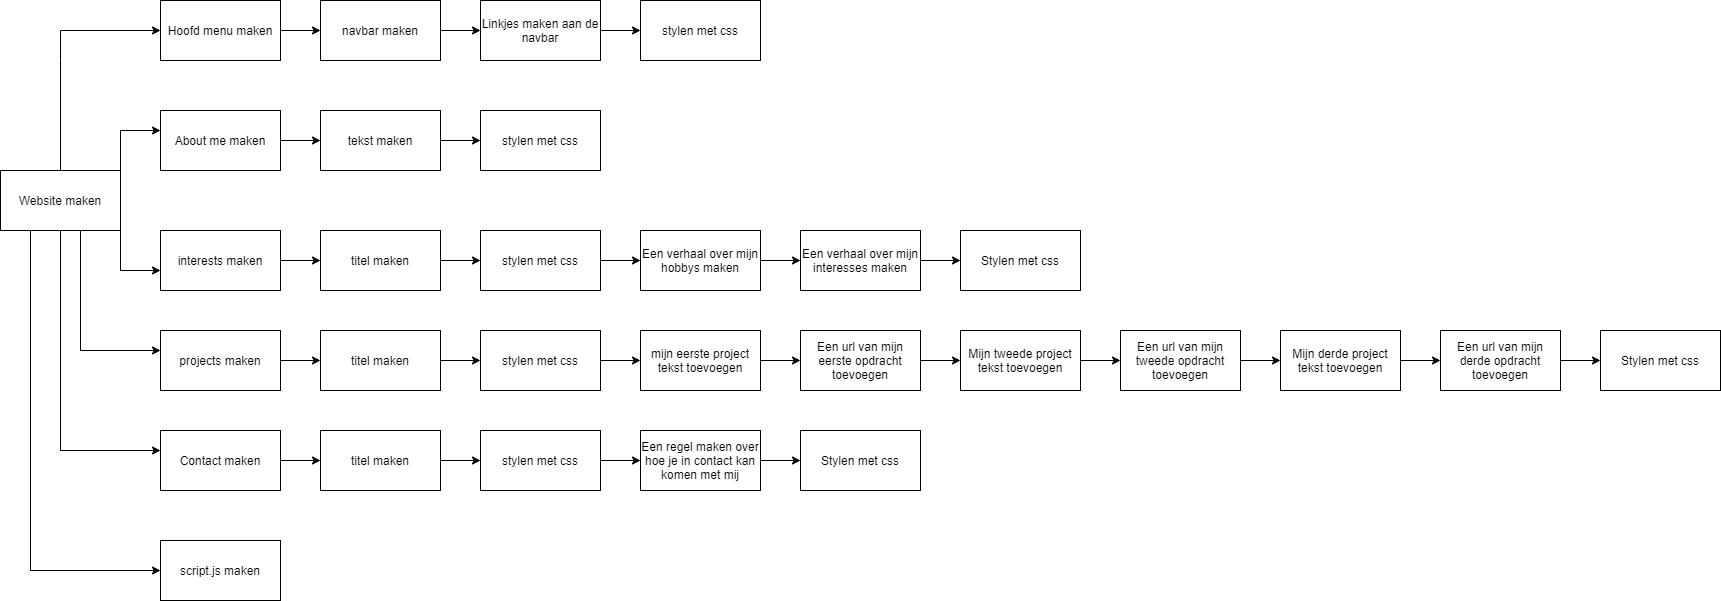 Hoofd menu maken
navbar maken
Linkjes maken aan de
navbar
stylen met css
About me maken
tekst maken
stylen met css
Website maken
interests maken
titel maken
stylen met css
Een verhaal over mijn
hobbys maken
Een verhaal over mijn
interesses maken
Stylen met css
projects maken
titel maken
stylen met css
mijn eerste project
tekst toevoegen
Een url van mijn
eerste opdracht
toevoegen
Mijn tweede project
tekst toevoegen
Een url van mijn
tweede opdracht
toevoegen
Mijn derde project
tekst toevoegen
Een url van mijn
derde opdracht
toevoegen
Stylen met css
Contact maken
titel maken
stylen met css
Een regel maken over
hoe je in contact kan
komen met mij
Stylen met css
script.js maken